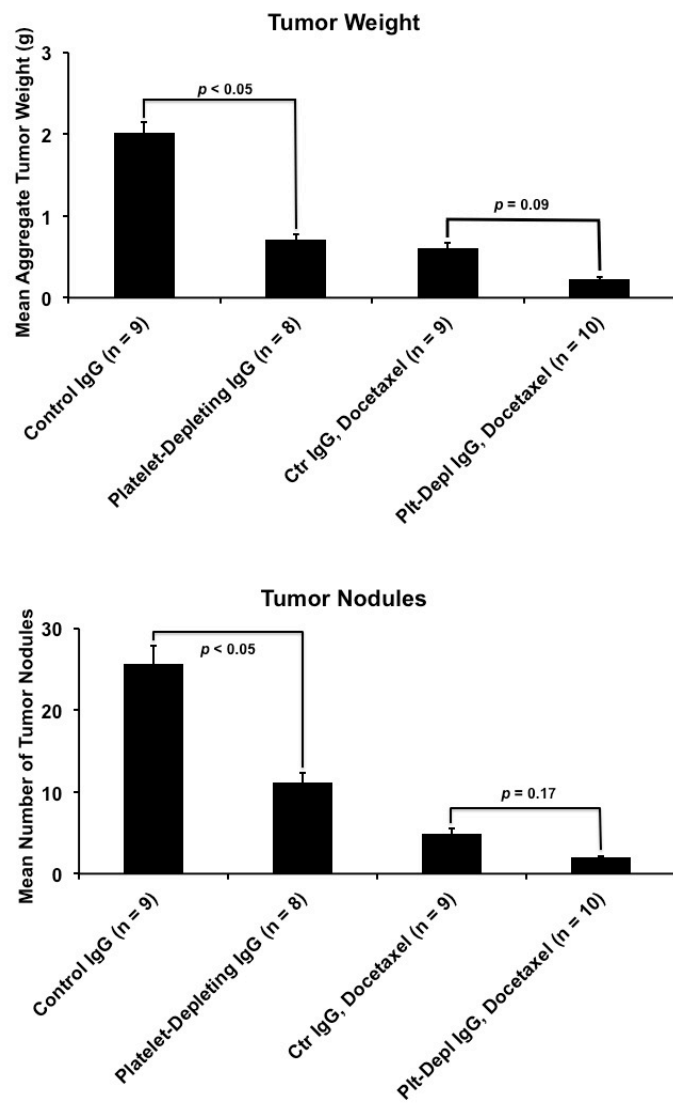 Tumor Weight
Mean Aggregate Tumor Weight (g)
3
2
1
0
p < 0.05
p = 0.09
Control IgG (n = 9)
Platelet-Depleting IgG (n = 8)
Ctr IgG, Docetaxel (n = 9)
Plt-Depl IgG, Docetaxel (n = 10)
Tumor Nodules
Mean Number of Tumor Nodules
30
20
10
0
p < 0.05
p = 0.17
Control IgG (n = 9)
Platelet-Depleting IgG (n = 8)
Ctr IgG, Docetaxel (n = 9)
Plt-Depl IgG, Docetaxel (n = 10)